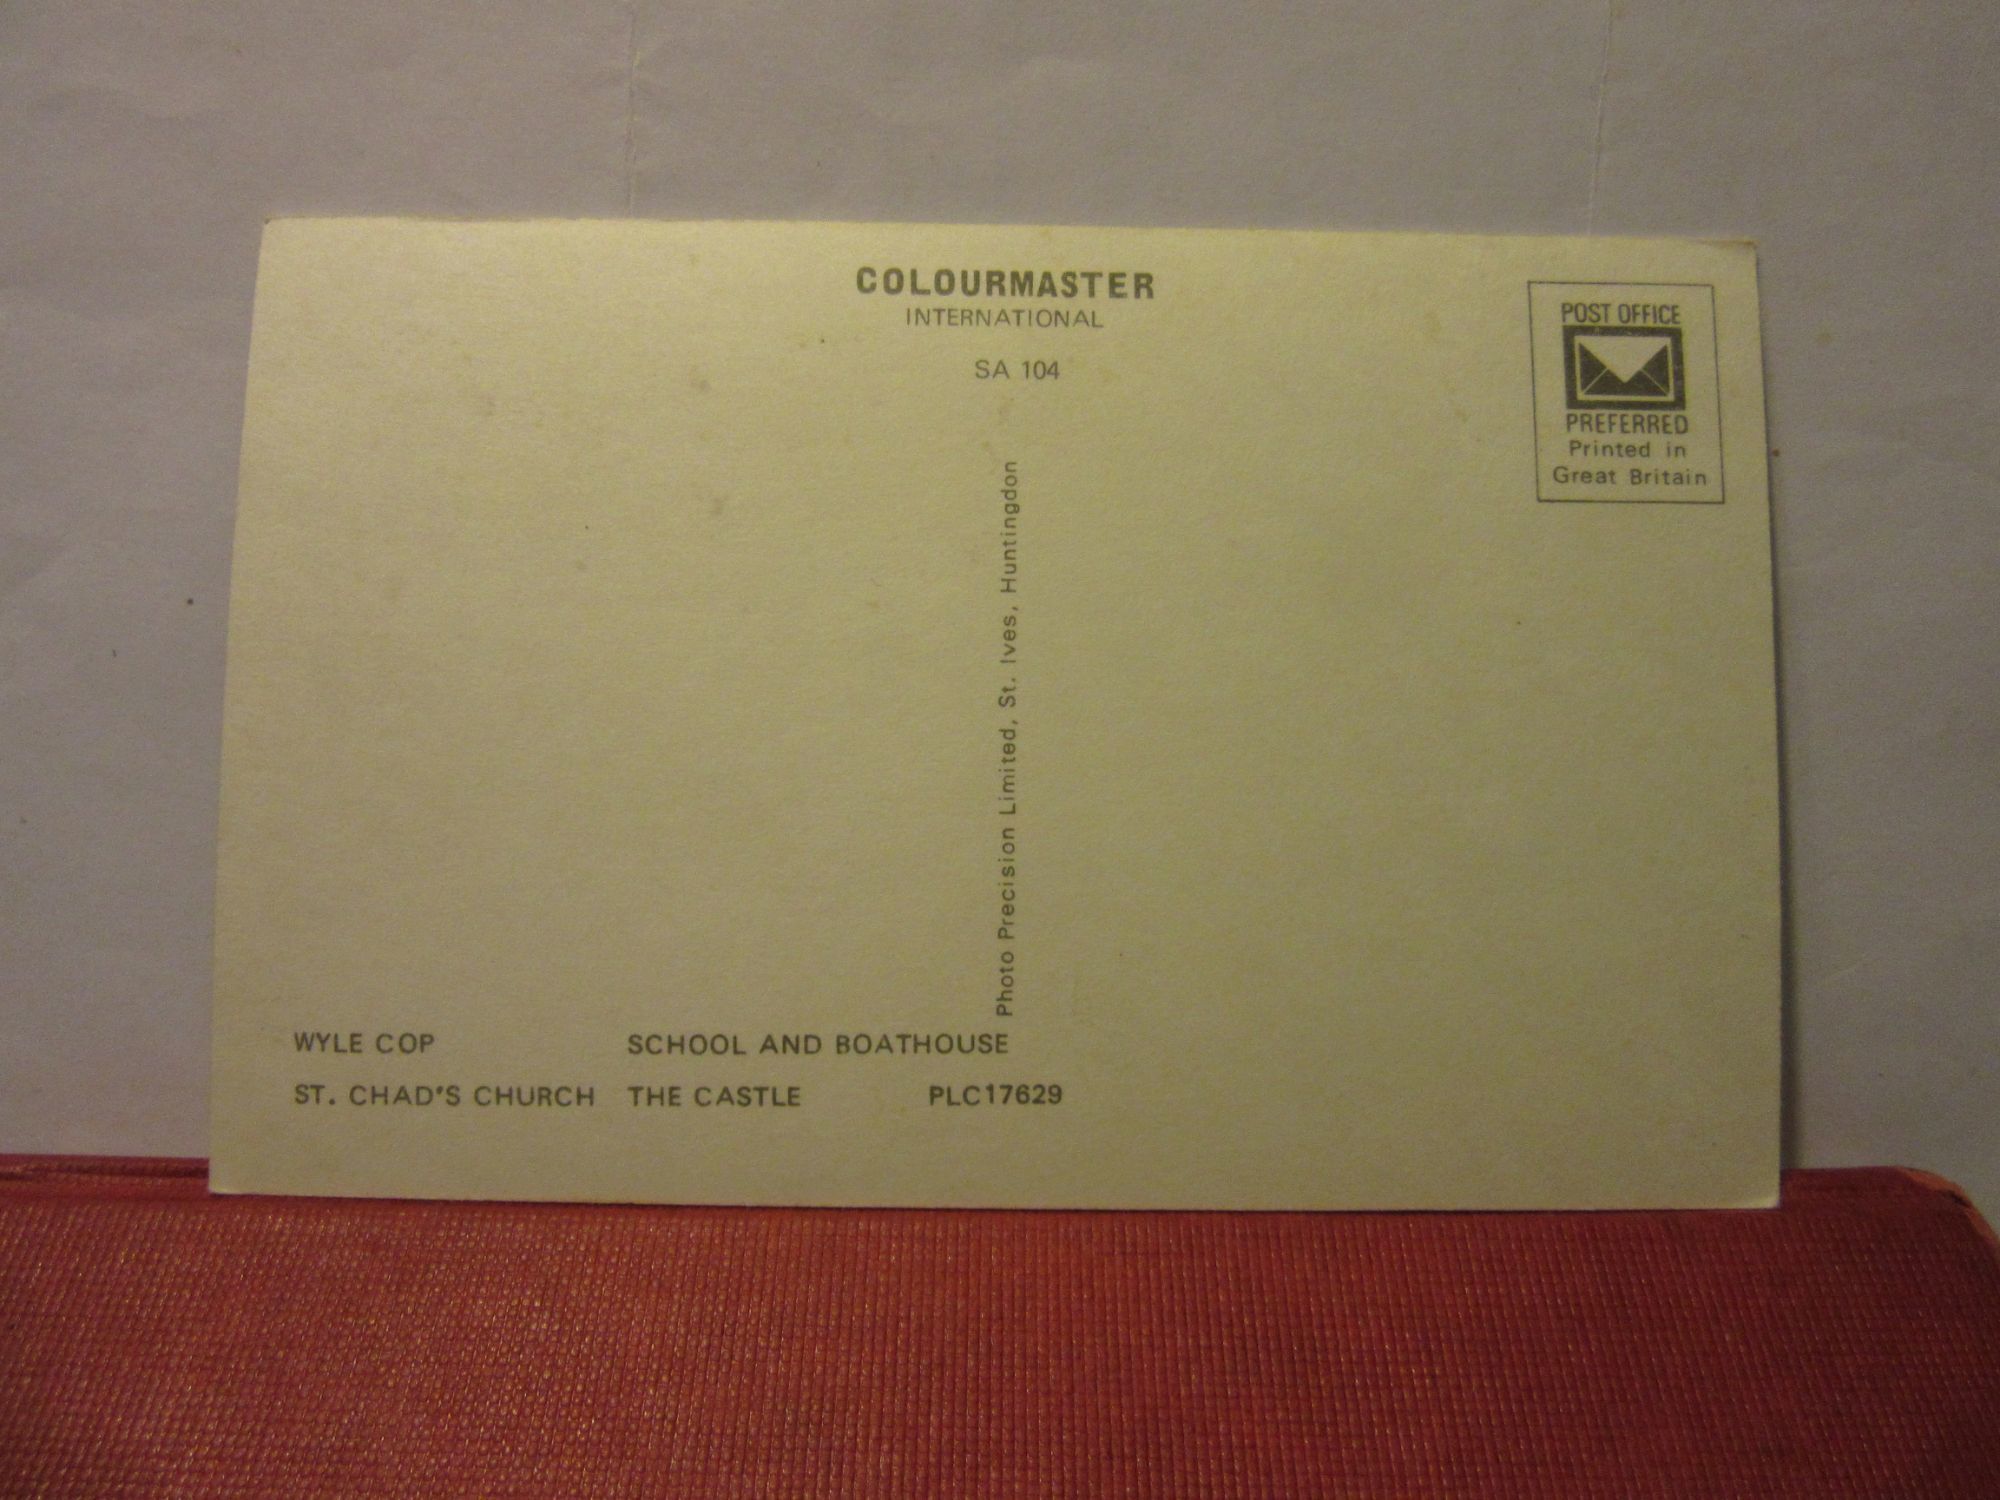 COLOURMASTER
INTERNATIONAL
SA 104
POST OFFICE
PREFERRED
Printed in
Great Britain
Photo Precision Limited, St. Ives, Huntingdon
WYLE COP SCHOOL AND BOATHOUSE
ST. CHAD'S CHURCH THE CASTLE PLC17629